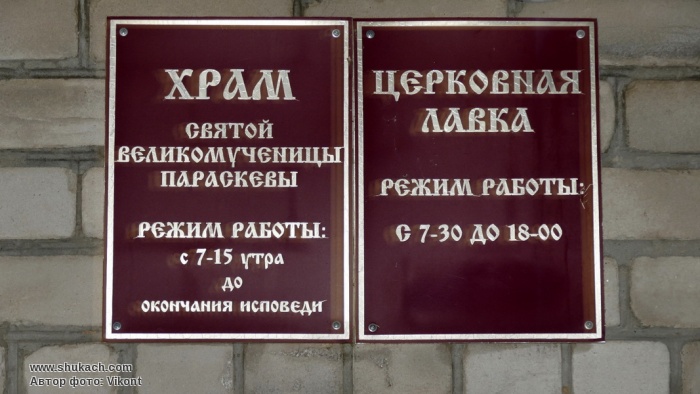 ХРАМ
СВЯТОЙ
ВЕЛИКОМУЧЕНИЦЫ
ПАРАСКЕВЫ
РЕЖИМ РАБОТЫ:
с 7-15 утра
до
окончания исповеди
ЦЕРКОВНАЯ
ЛАВКА
РЕЖИМ РАБОТЫ:
С 7-30 ДО 18-00
www.shukach.com
Автор фото: Vikont